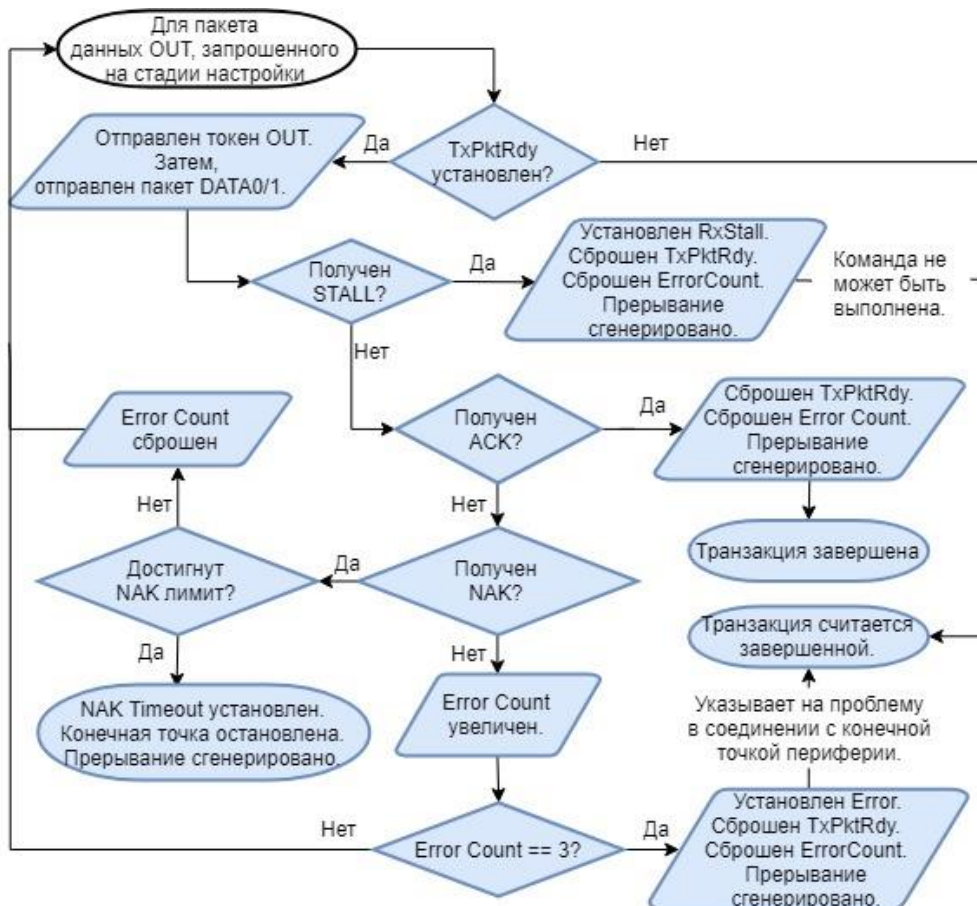 Для пакета
данных OUT, запрошенного
на стадии настройки
TxPktRdy
установлен?
Да
Нет
Отправлен токен OUT.
Затем,
отправлен пакет DATA0/1.
Получен
STALL?
Да
Установлен RxStall.
Сброшен TxPktRdy.
Сброшен ErrorCount.
Прерывание
сгенерировано.
Команда не
может быть
выполнена.
Нет
Error Count
сброшен
Получен
ACK?
Да
Сброшен TxPktRdy.
Сброшен Error Count.
Прерывание
сгенерировано.
Нет
Нет
Транзакция завершена
Достигнут
NAK лимит?
Да
Получен
NAK?
Да
Нет
Транзакция считается
завершенной.
NAK Timeout установлен.
Конечная точка остановлена.
Прерывание сгенерировано.
Error Count
увеличен.
Указывает на проблему
в соединении с конечной
точкой периферии.
Нет
Error Count == 3?
Да
Установлен Error.
Сброшен TxPktRdy.
Сброшен ErrorCount.
Прерывание
сгенерировано.